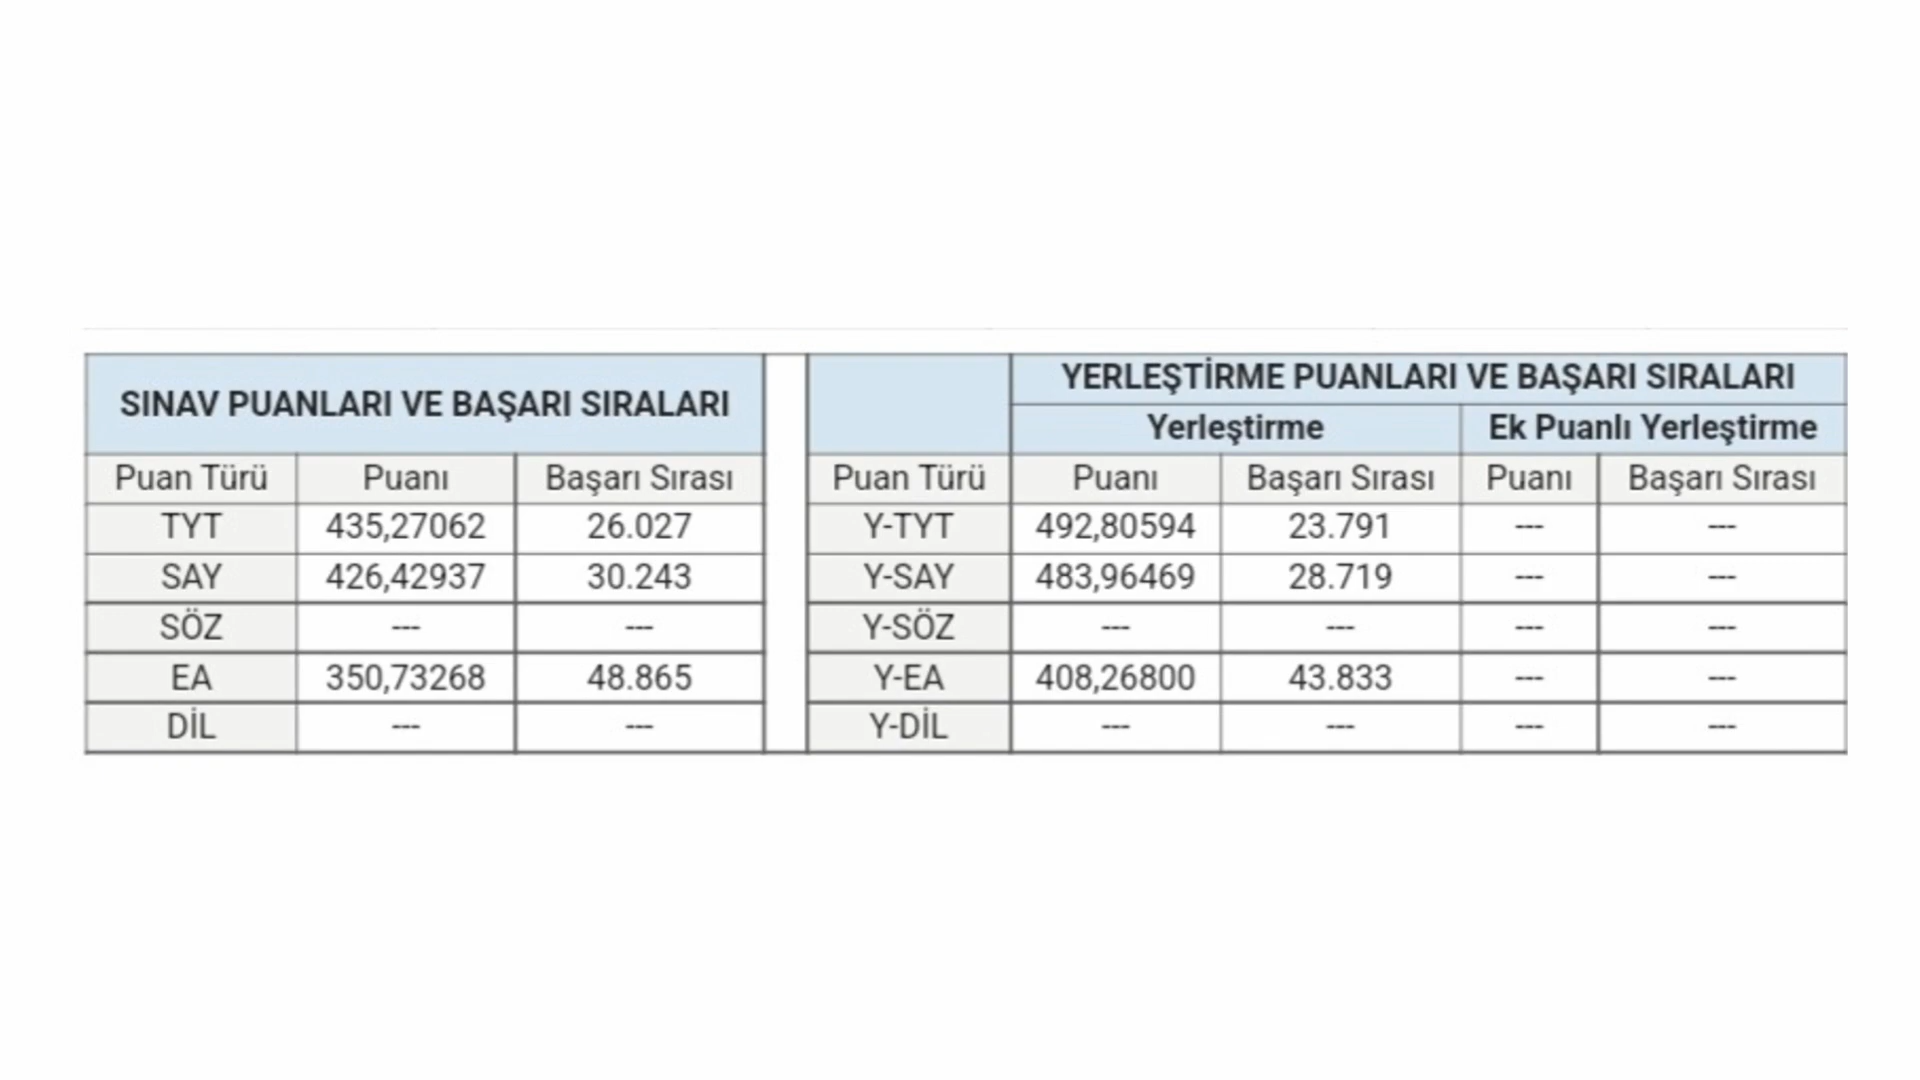 SINAV PUANLARI VE BAŞARI SIRALARI
Puan Türü Puanı Başarı Sırası
TYT 435,27062 26.027
SAY 426,42937 30.243
SÖZ --- ---
EA 350,73268 48.865
DİL --- ---
YERLEŞTİRME PUANLARI VE BAŞARI SIRALARI
Yerleştirme Ek Puanlı Yerleştirme
Puan Türü Puanı Başarı Sırası Puanı Başarı Sırası
Y-TYT 492,80594 23.791 --- ---
Y-SAY 483,96469 28.719 --- ---
Y-SÖZ --- --- --- ---
Y-EA 408,26800 43.833 --- ---
Y-DİL --- --- --- ---